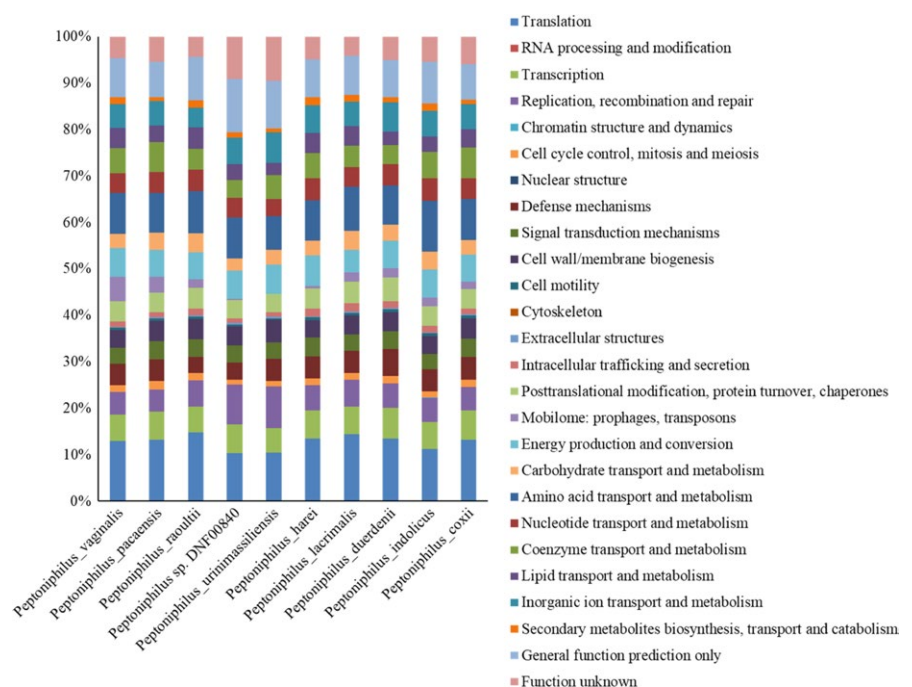 100%
90%
80%
70%
60%
50%
40%
30%
20%
10%
0%
Peptoniphilus_vaginalis
Peptoniphilus_pacaensis
Peptoniphilus_raoultii
Peptoniphilus sp. DNF00840
Peptoniphilus_urinimassiliensis
Peptoniphilus_harei
Peptoniphilus_lacrimalis
Peptoniphilus_duerdenii
Peptoniphilus_indolicus
Peptoniphilus_coxii
Translation
RNA processing and modification
Transcription
Replication, recombination and repair
Chromatin structure and dynamics
Cell cycle control, mitosis and meiosis
Nuclear structure
Defense mechanisms
Signal transduction mechanisms
Cell wall/membrane biogenesis
Cell motility
Cytoskeleton
Extracellular structures
Intracellular trafficking and secretion
Posttranslational modification, protein turnover, chaperones
Mobilome: prophages, transposons
Energy production and conversion
Carbohydrate transport and metabolism
Amino acid transport and metabolism
Nucleotide transport and metabolism
Coenzyme transport and metabolism
Lipid transport and metabolism
Inorganic ion transport and metabolism
Secondary metabolites biosynthesis, transport and catabolism
General function prediction only
Function unknown